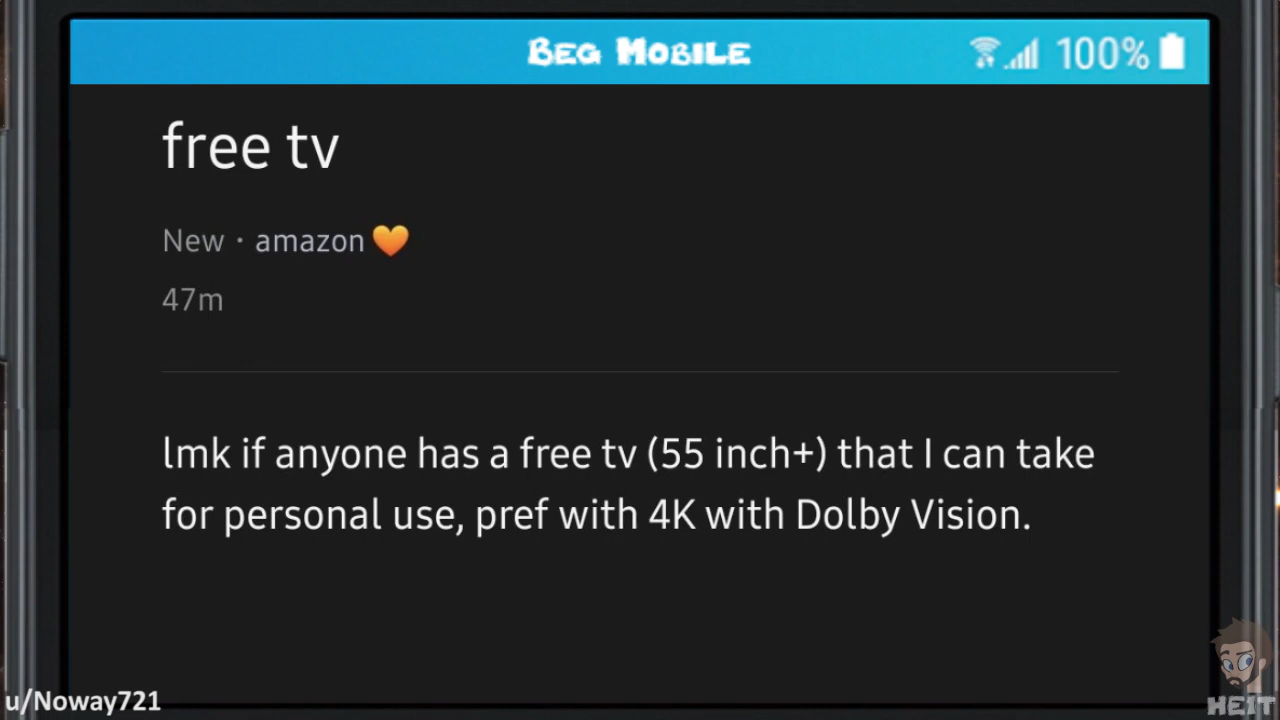 Beg Mobile
100%
free tv
New · amazon 🧡
47m
lmk if anyone has a free tv (55 inch+) that I can take
for personal use, pref with 4K with Dolby Vision.
u/Noway721
HEIT